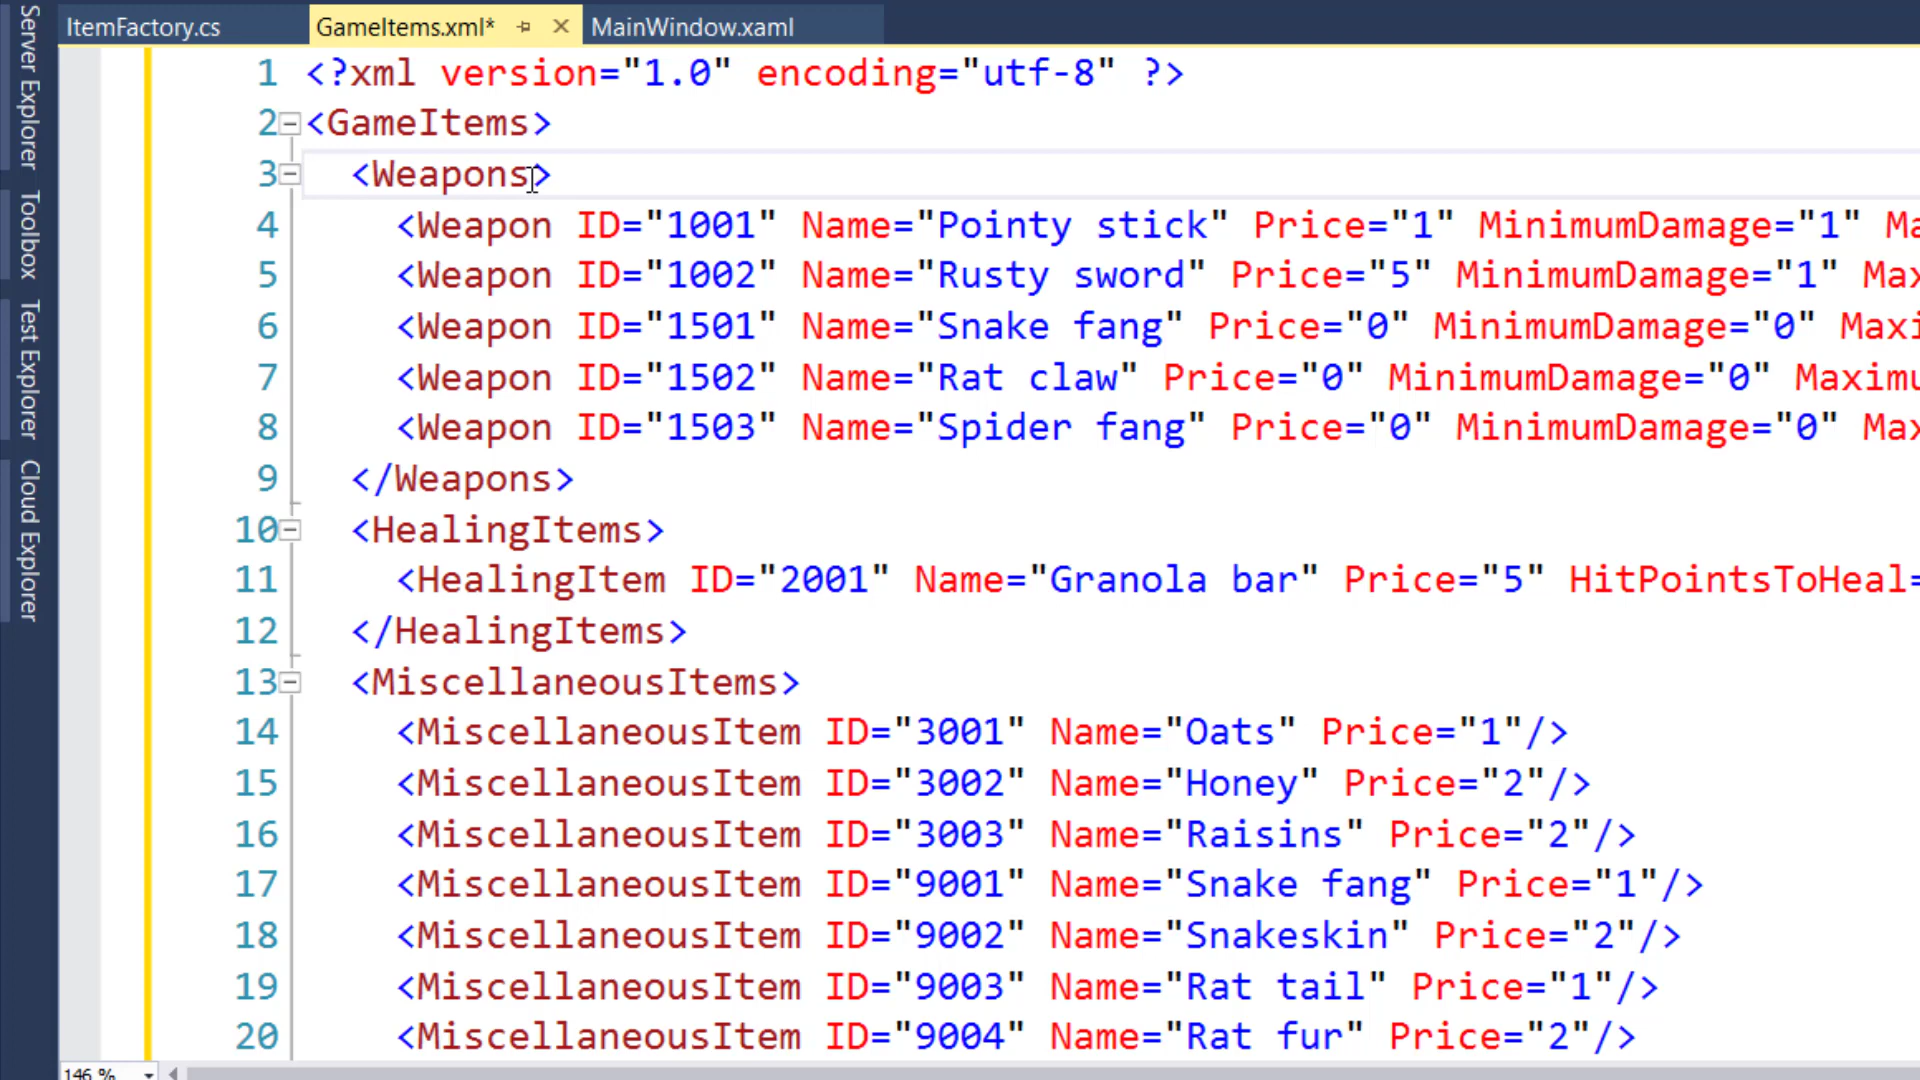 ItemFactory.cs GameItems.xml* MainWindow.xaml
Server Explorer
Toolbox
Test Explorer
Cloud Explorer
1 <?xml version="1.0" encoding="utf-8" ?>
2 <GameItems>
3 <Weapons>
4 <Weapon ID="1001" Name="Pointy stick" Price="1" MinimumDamage="1" Ma
5 <Weapon ID="1002" Name="Rusty sword" Price="5" MinimumDamage="1" Max
6 <Weapon ID="1501" Name="Snake fang" Price="0" MinimumDamage="0" Maxi
7 <Weapon ID="1502" Name="Rat claw" Price="0" MinimumDamage="0" Maximu
8 <Weapon ID="1503" Name="Spider fang" Price="0" MinimumDamage="0" Max
9 </Weapons>
10 <HealingItems>
11 <HealingItem ID="2001" Name="Granola bar" Price="5" HitPointsToHeal=
12 </HealingItems>
13 <MiscellaneousItems>
14 <MiscellaneousItem ID="3001" Name="Oats" Price="1"/>
15 <MiscellaneousItem ID="3002" Name="Honey" Price="2"/>
16 <MiscellaneousItem ID="3003" Name="Raisins" Price="2"/>
17 <MiscellaneousItem ID="9001" Name="Snake fang" Price="1"/>
18 <MiscellaneousItem ID="9002" Name="Snakeskin" Price="2"/>
19 <MiscellaneousItem ID="9003" Name="Rat tail" Price="1"/>
20 <MiscellaneousItem ID="9004" Name="Rat fur" Price="2"/>
146 %